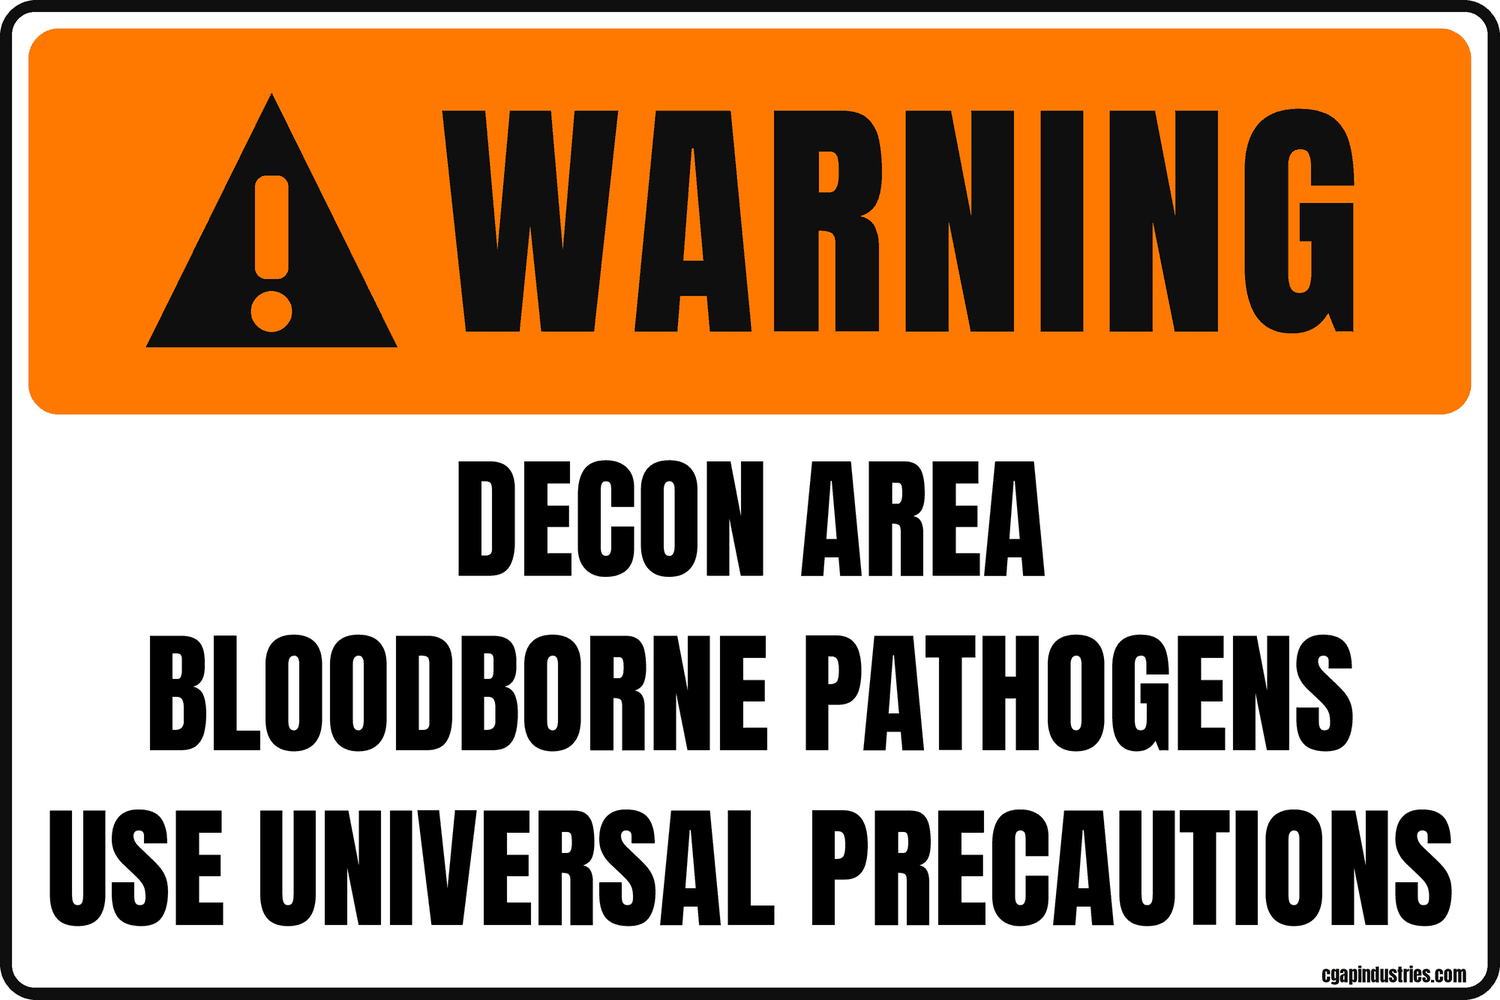 WARNING
DECON AREA
BLOODBORNE PATHOGENS
USE UNIVERSAL PRECAUTIONS
cgapindustries.com